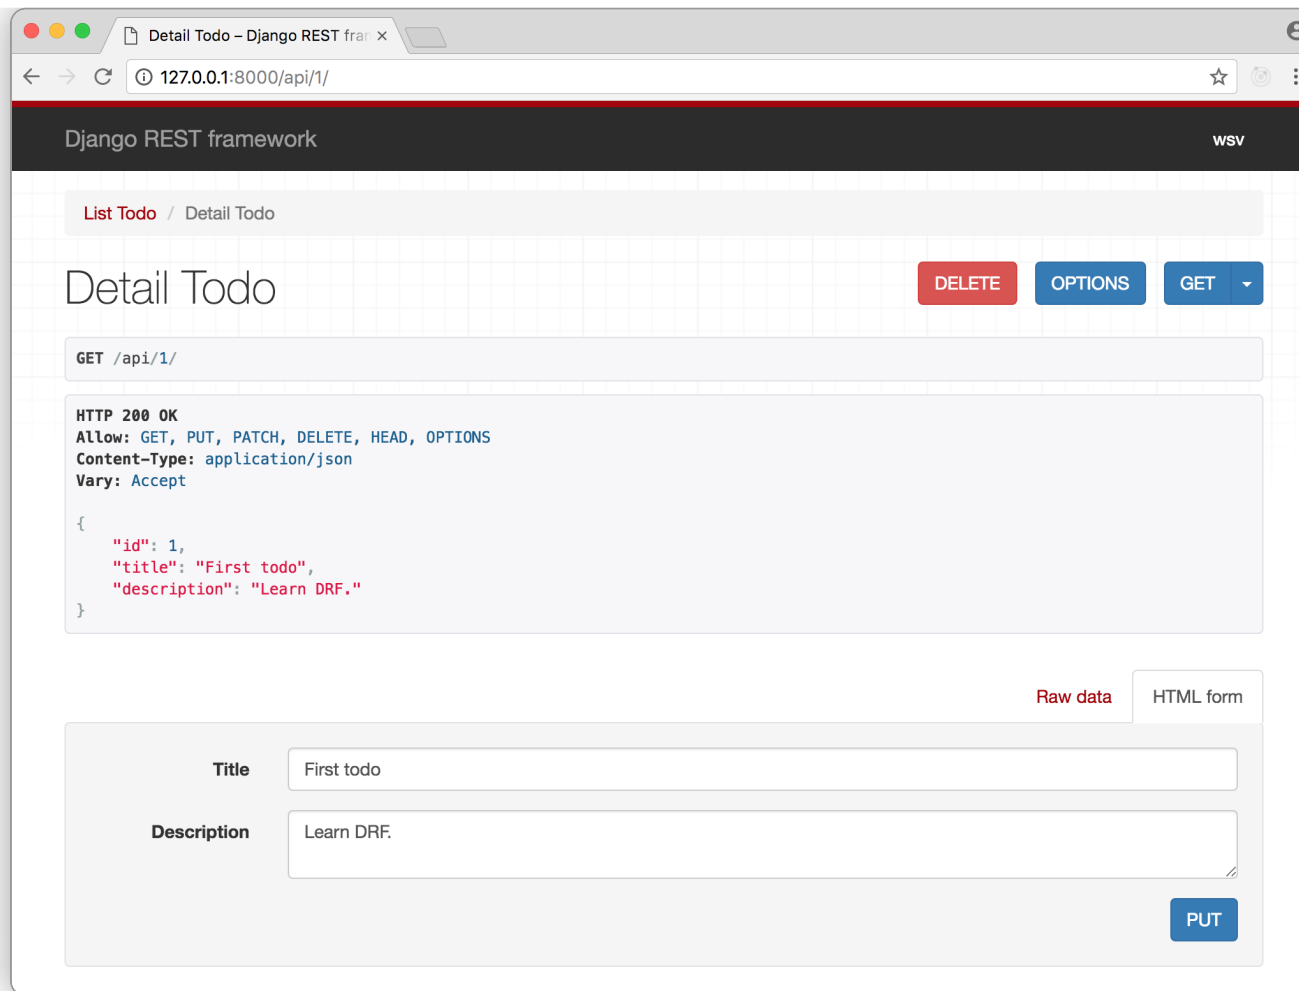 Detail Todo – Django REST fran
127.0.0.1:8000/api/1/
Django REST framework
wsv
List Todo / Detail Todo
Detail Todo
DELETE
OPTIONS
GET
GET /api/1/
HTTP 200 OK
Allow: GET, PUT, PATCH, DELETE, HEAD, OPTIONS
Content-Type: application/json
Vary: Accept
{
"id": 1,
"title": "First todo",
"description": "Learn DRF."
}
Raw data
HTML form
Title
First todo
Description
Learn DRF.
PUT